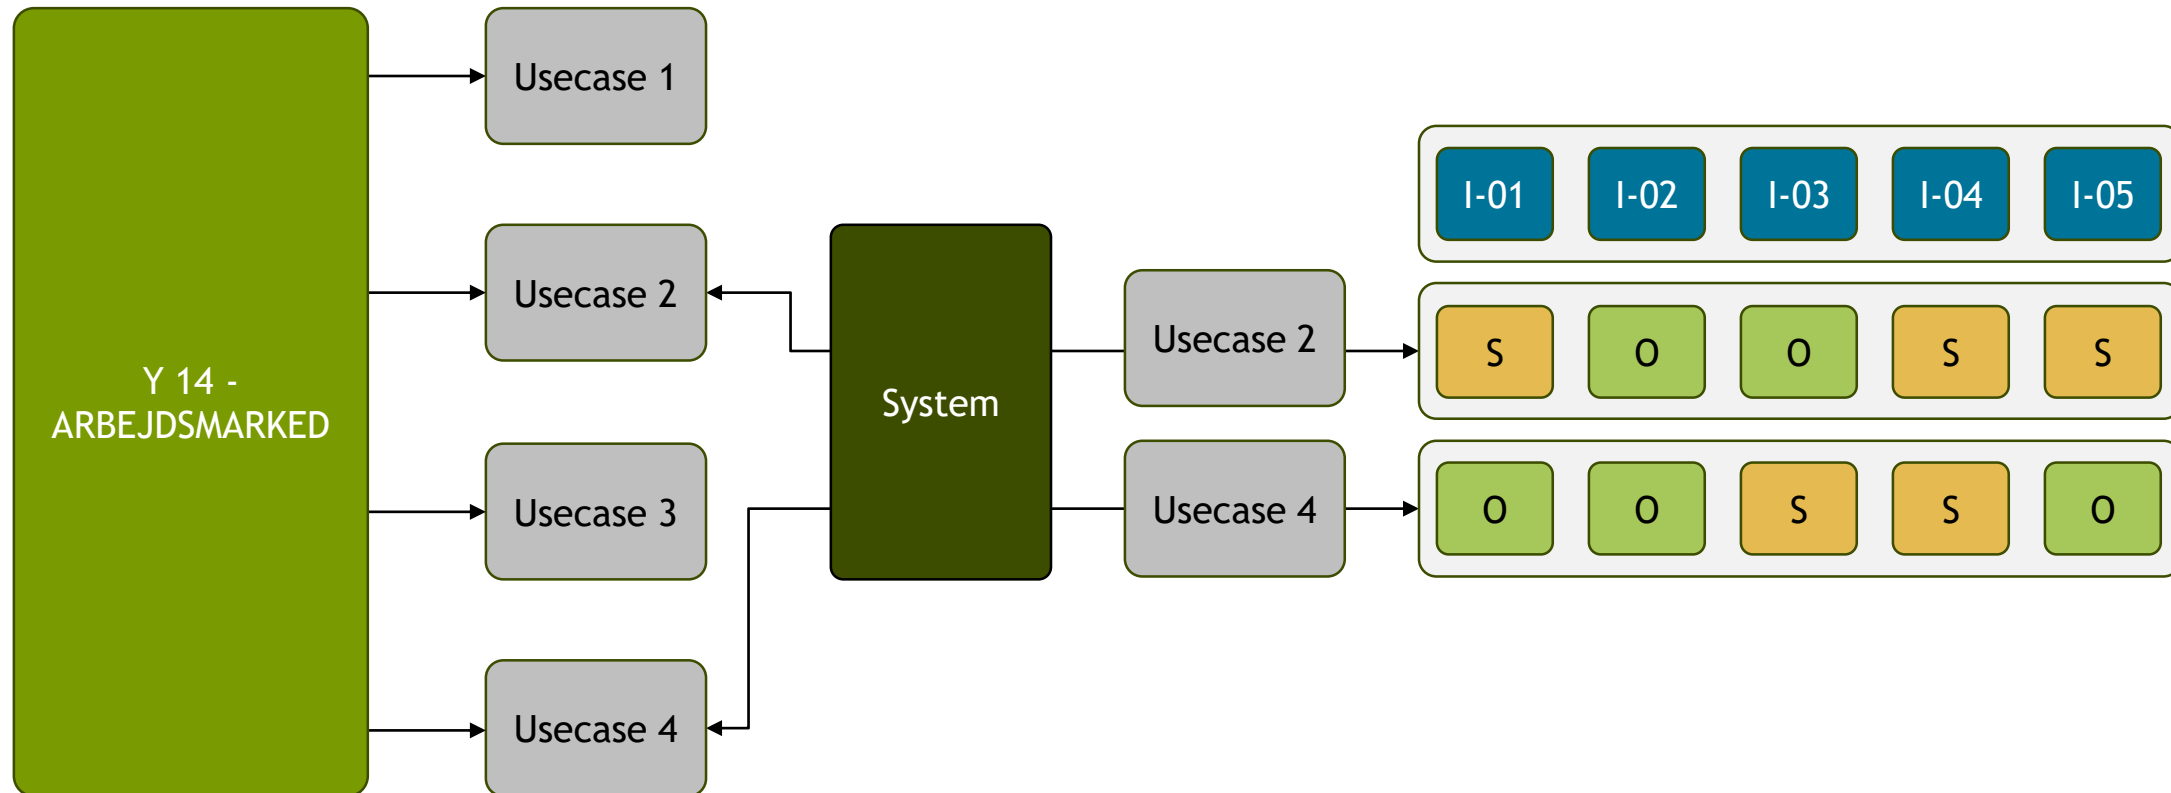 Y 14 -
ARBEJDSMARKED
Usecase 1
Usecase 2
Usecase 3
Usecase 4
System
Usecase 2
Usecase 4
I-01 I-02 I-03 I-04 I-05
S O O S S
O O S S O